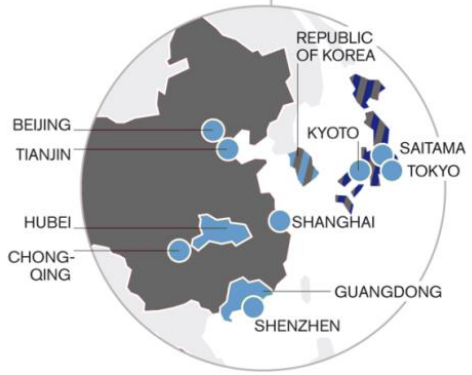 REPUBLIC
OF KOREA
BEIJING
KYOTO
SAITAMA
TIANJIN
TOKYO
HUBEI
SHANGHAI
CHONG-
QING
GUANGDONG
SHENZHEN